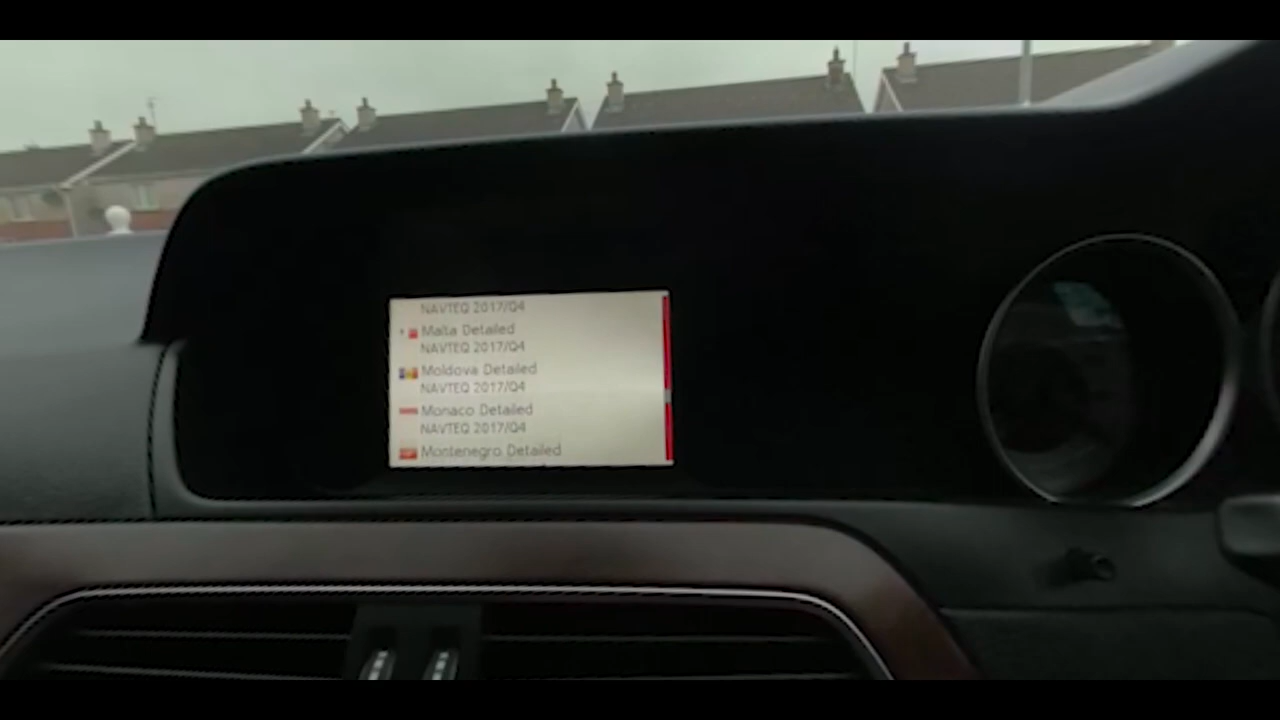 NAVTEQ 2017/Q4
Malta Detailed
NAVTEQ 2017/Q4
Moldova Detailed
NAVTEQ 2017/Q4
Monaco Detailed
NAVTEQ 2017/Q4
Montenegro Detailed